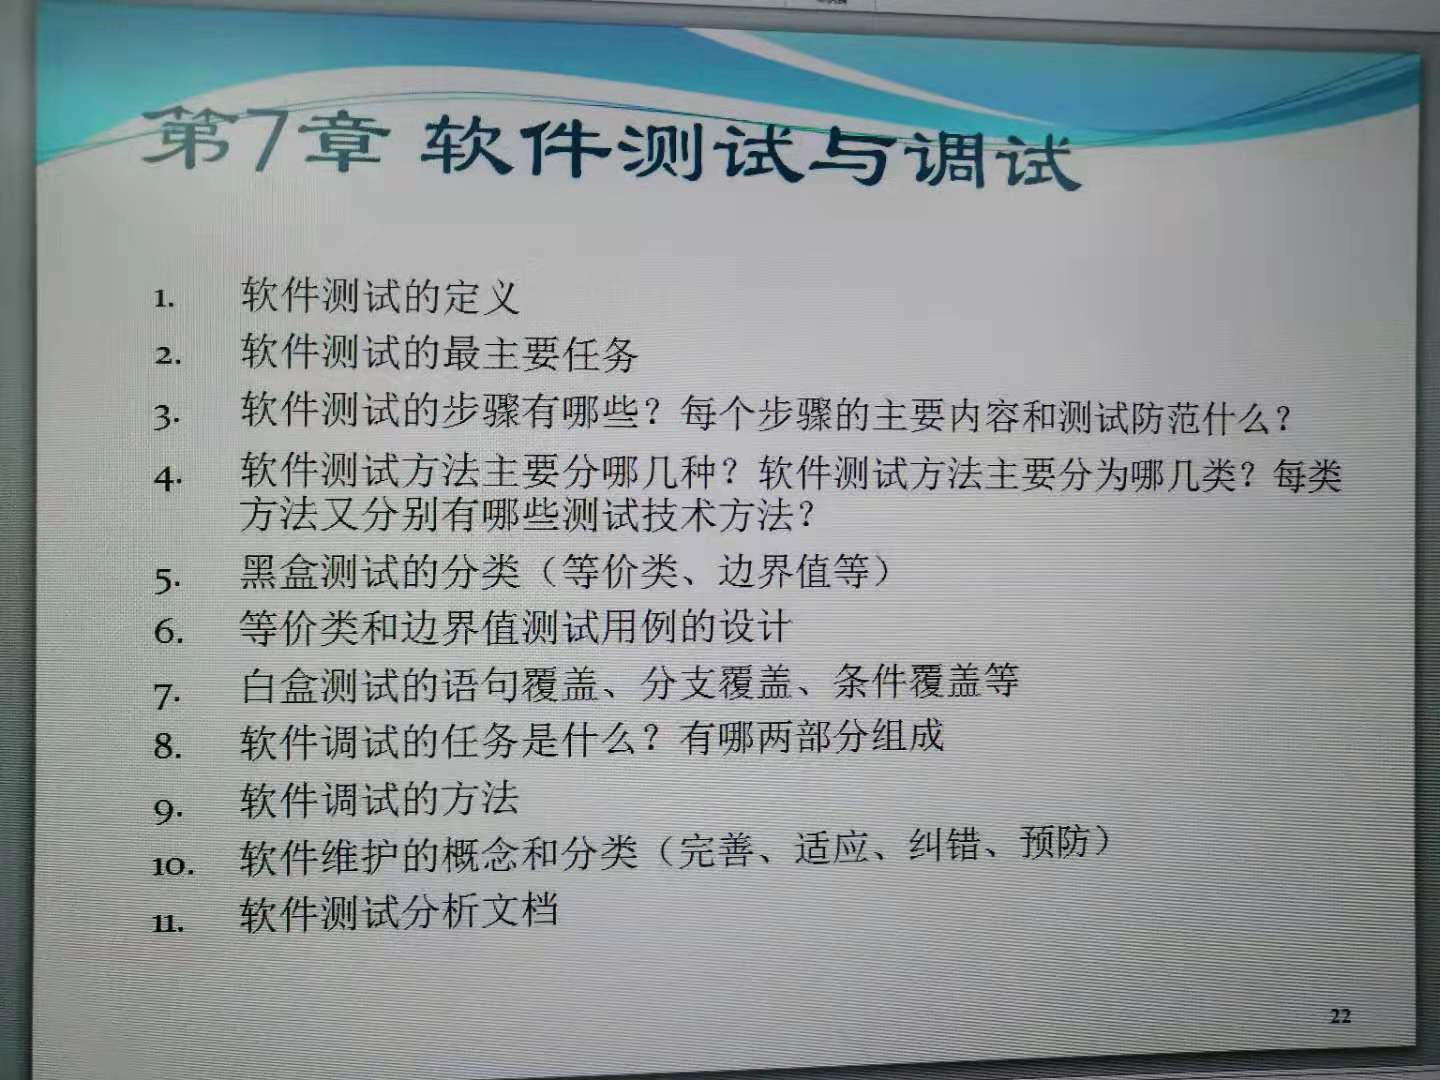 第7章 软件测试与调试
1. 软件测试的定义
2. 软件测试的最主要任务
3. 软件测试的步骤有哪些？每个步骤的主要内容和测试防范什么？
4. 软件测试方法主要分哪几种？软件测试方法主要分为哪几类？每类
方法又分别有哪些测试技术方法？
5. 黑盒测试的分类（等价类、边界值等）
6. 等价类和边界值测试用例的设计
7. 白盒测试的语句覆盖、分支覆盖、条件覆盖等
8. 软件调试的任务是什么？有哪两部分组成
9. 软件调试的方法
10. 软件维护的概念和分类（完善、适应、纠错、预防）
11. 软件测试分析文档
22